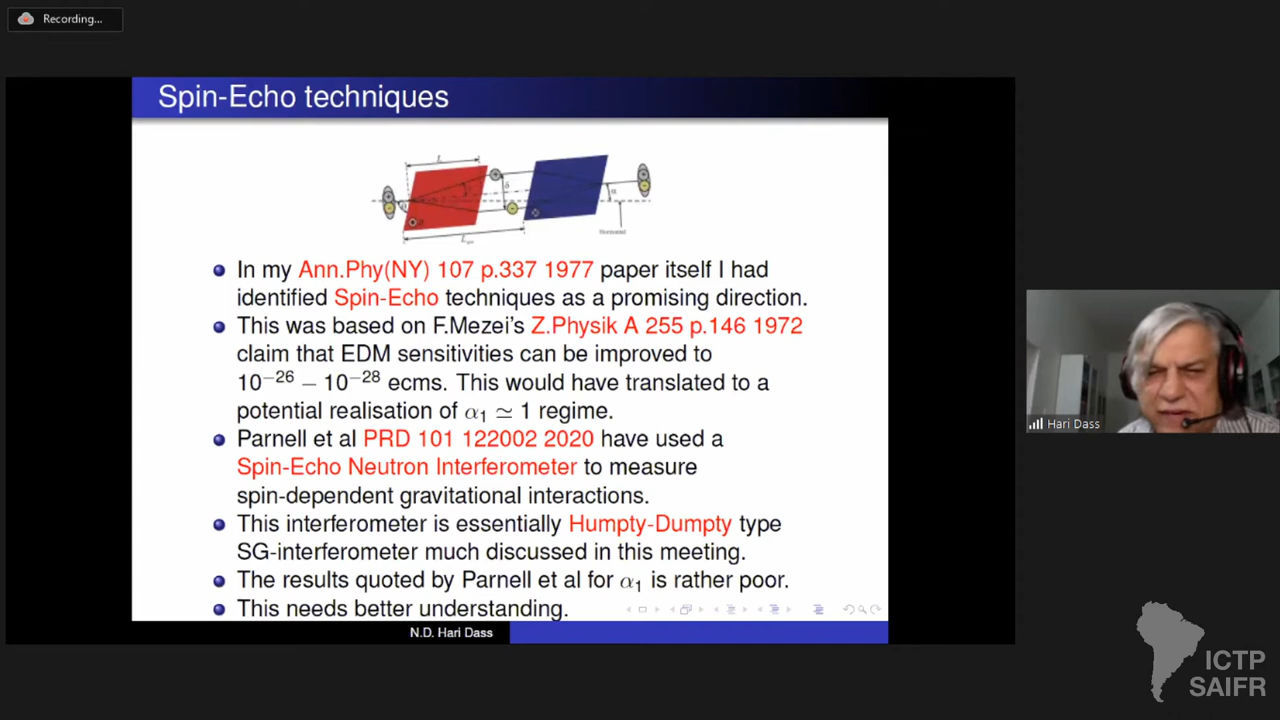 Recording...
Spin-Echo techniques
L
δ
α
Horizontal
In my Ann.Phy(NY) 107 p.337 1977 paper itself I had
identified Spin-Echo techniques as a promising direction.
This was based on F.Mezei's Z.Physik A 255 p.146 1972
claim that EDM sensitivities can be improved to
10⁻²⁶ – 10⁻²⁸ ecms. This would have translated to a
potential realisation of α₁ ≃ 1 regime.
Parnell et al PRD 101 122002 2020 have used a
Spin-Echo Neutron Interferometer to measure
spin-dependent gravitational interactions.
This interferometer is essentially Humpty-Dumpty type
SG-interferometer much discussed in this meeting.
The results quoted by Parnell et al for α₁ is rather poor.
This needs better understanding.
N.D. Hari Dass
Hari Dass
ICTP
SAIFR